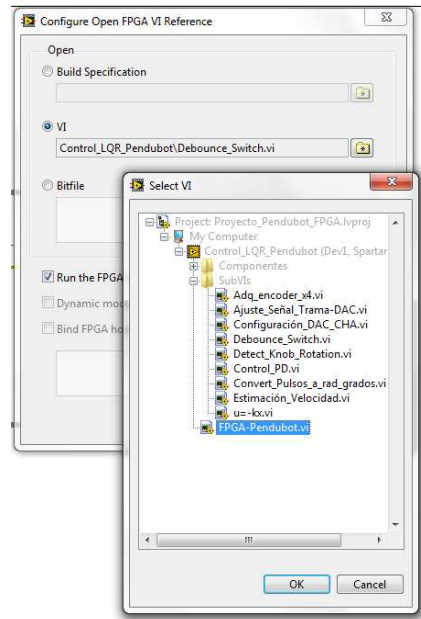 Configure Open FPGA VI Reference
Open
Build Specification
VI
Control_LQR_Pendubot\Debounce_Switch.vi
Bitfile
Run the FPGA
Dynamic mod
Bind FPGA ho
Select VI
Project: Proyecto_Pendubot_FPGA.lvproj
My Computer
Control_LQR_Pendubot (Dev1, Spartar
Componentes
SubVIs
Adq_encoder_x4.vi
Ajuste_Señal_Trama-DAC.vi
Configuración_DAC_CHA.vi
Debounce_Switch.vi
Detect_Knob_Rotation.vi
Control_PD.vi
Convert_Pulsos_a_rad_grados.vi
Estimación_Velocidad.vi
u=-kx.vi
FPGA-Pendubot.vi
OK Cancel